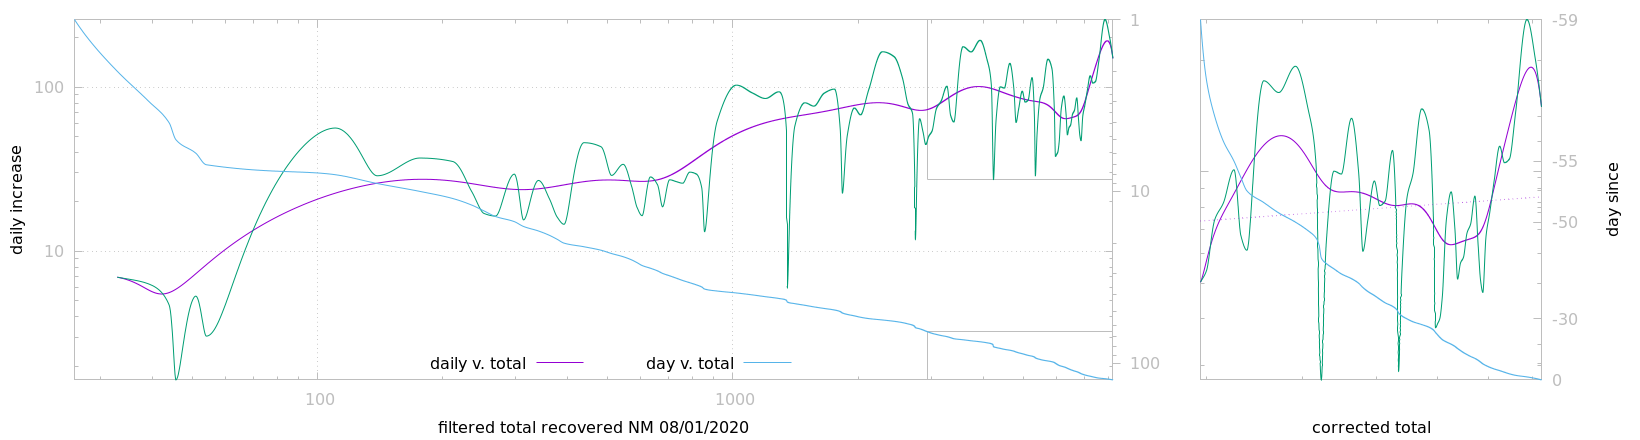 daily increase
100
10
1
10
100
daily v. total
day v. total
100
1000
filtered total recovered NM 08/01/2020
-59
-55
-50
-30
0
day since
corrected total